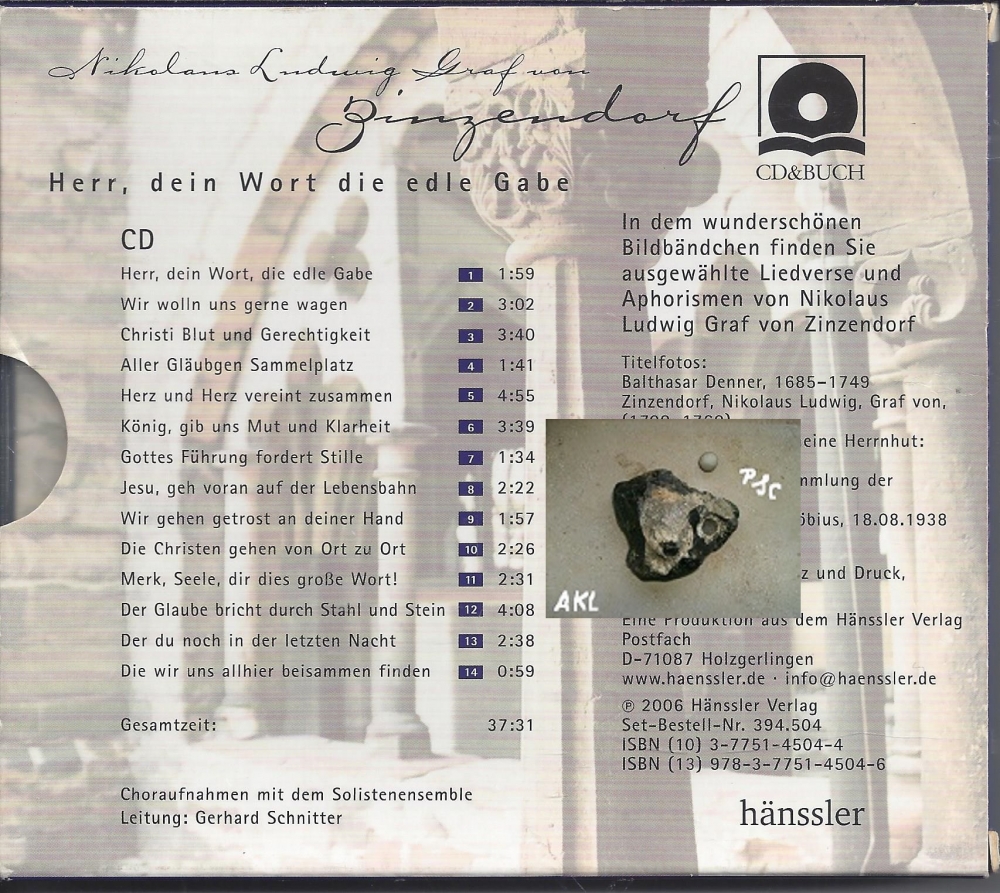 Nikolaus Ludwig Graf von
Zinzendorf
Herr, dein Wort die edle Gabe
CD&BUCH
CD
Herr, dein Wort, die edle Gabe 1 1:59
Wir wolln uns gerne wagen 2 3:02
Christi Blut und Gerechtigkeit 3 3:40
Aller Gläubgen Sammelplatz 4 1:41
Herz und Herz vereint zusammen 5 4:55
König, gib uns Mut und Klarheit 6 3:39
Gottes Führung fordert Stille 7 1:34
Jesu, geh voran auf der Lebensbahn 8 2:22
Wir gehen getrost an deiner Hand 9 1:57
Die Christen gehen von Ort zu Ort 10 2:26
Merk, Seele, dir dies große Wort! 11 2:31
Der Glaube bricht durch Stahl und Stein 12 4:08
Der du noch in der letzten Nacht 13 2:38
Die wir uns allhier beisammen finden 14 0:59
Gesamtzeit: 37:31
Choraufnahmen mit dem Solistenensemble
Leitung: Gerhard Schnitter
In dem wunderschönen
Bildbändchen finden Sie
ausgewählte Liedverse und
Aphorismen von Nikolaus
Ludwig Graf von Zinzendorf
Titelfotos:
Balthasar Denner, 1685–1749
Zinzendorf, Nikolaus Ludwig, Graf von,
eine Herrnhut:
mmlung der
öbius, 18.08.1938
z und Druck,
PSC
AKL
Eine Produktion aus dem Hänssler Verlag
Postfach
D-71087 Holzgerlingen
www.haenssler.de · info@haenssler.de
℗ 2006 Hänssler Verlag
Set-Bestell-Nr. 394.504
ISBN (10) 3-7751-4504-4
ISBN (13) 978-3-7751-4504-6
hänssler